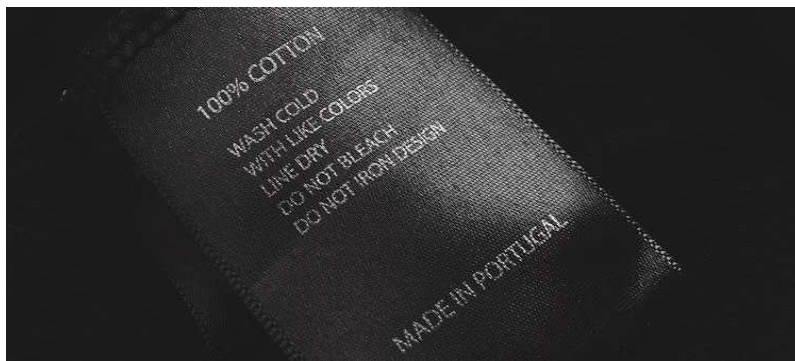 100% COTTON
WASH COLD
WITH LIKE COLORS
LINE DRY
DO NOT BLEACH
DO NOT IRON DESIGN
MADE IN PORTUGAL